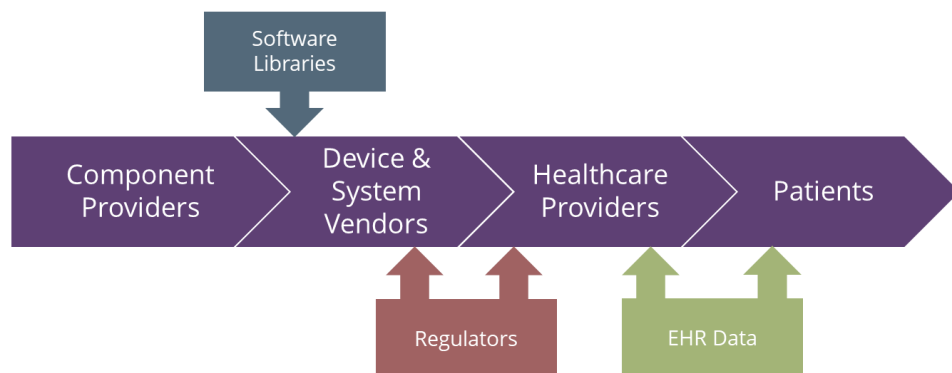 Software
Libraries
Component
Providers
Device &
System
Vendors
Healthcare
Providers
Patients
Regulators
EHR Data